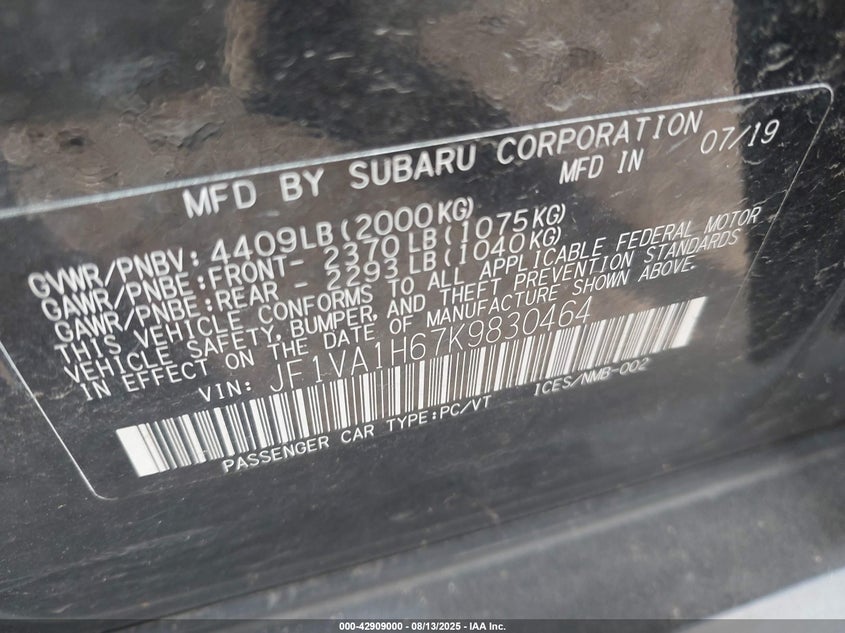 MFD BY SUBARU CORPORATION
MFD IN 07/19
GVWR/PNBV: 4409LB(2000KG)
GAWR/PNBE:FRONT- 2370LB(1075KG)
GAWR/PNBE:REAR - 2293LB(1040KG)
THIS VEHICLE CONFORMS TO ALL APPLICABLE FEDERAL MOTOR
VEHICLE SAFETY,BUMPER,AND THEFT PREVENTION STANDARDS
IN EFFECT ON THE DATE OF MANUFACTURE SHOWN ABOVE.
VIN: JF1VA1H67K9830464
PASSENGER CAR TYPE:PC/VT ICES/NMB-002
000-42909000 - 08/13/2025 - IAA Inc.